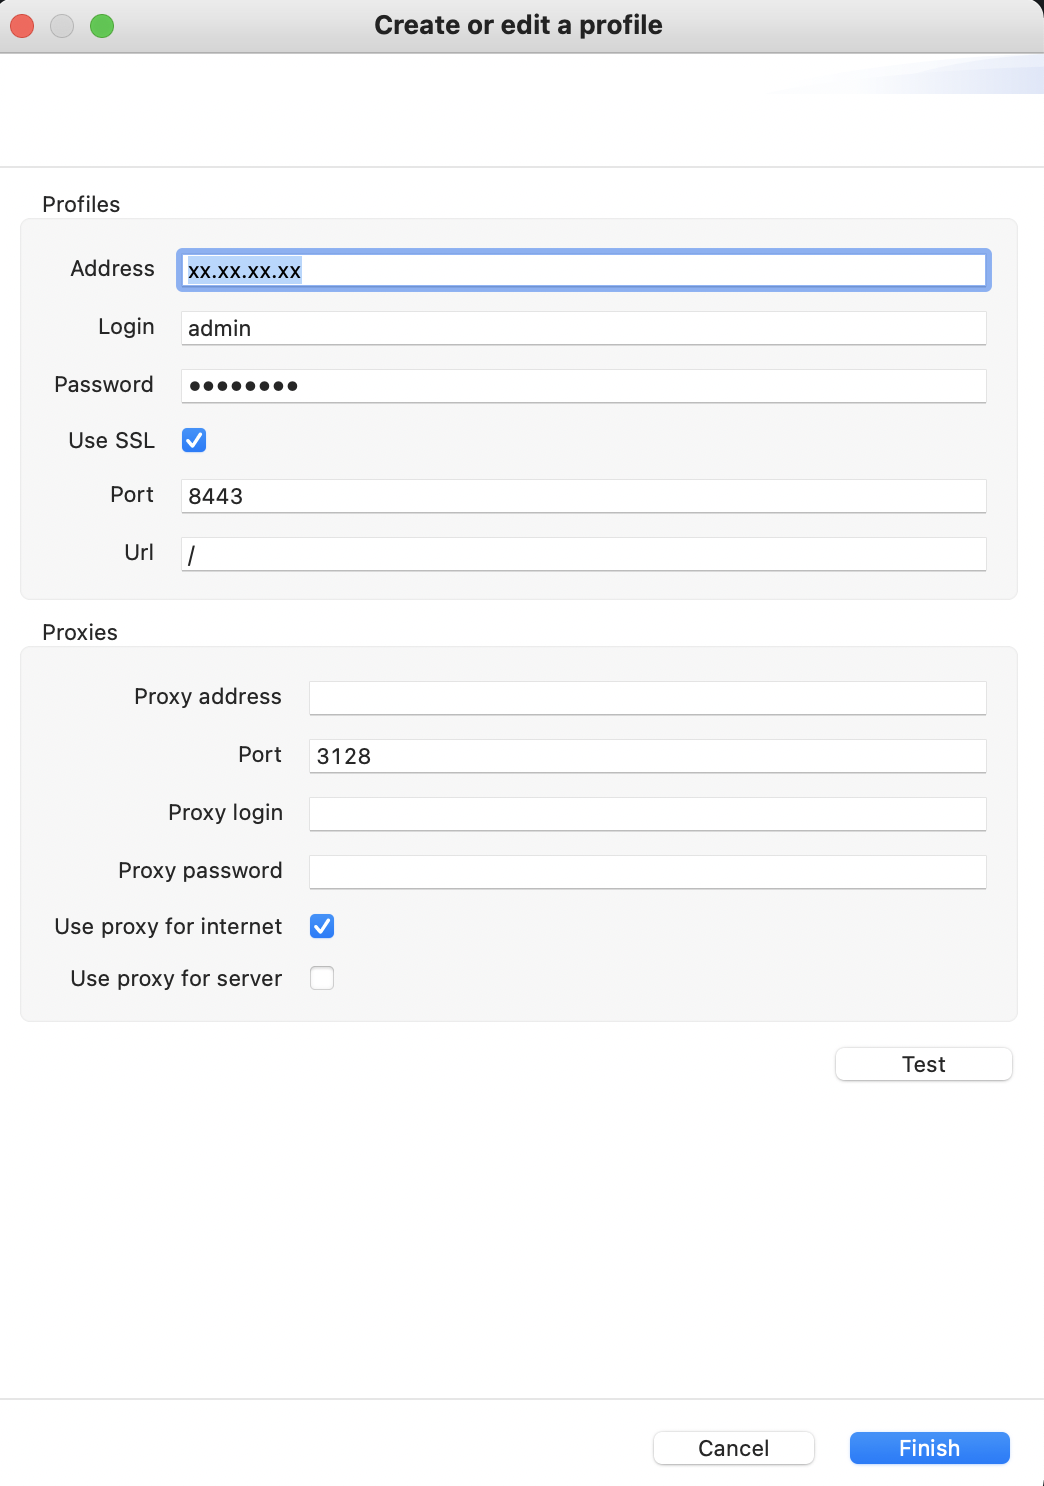 Create or edit a profile
Profiles
Address xx.xx.xx.xx
Login admin
Password ••••••••
Use SSL
Port 8443
Url /
Proxies
Proxy address
Port 3128
Proxy login
Proxy password
Use proxy for internet
Use proxy for server
Test
Cancel Finish